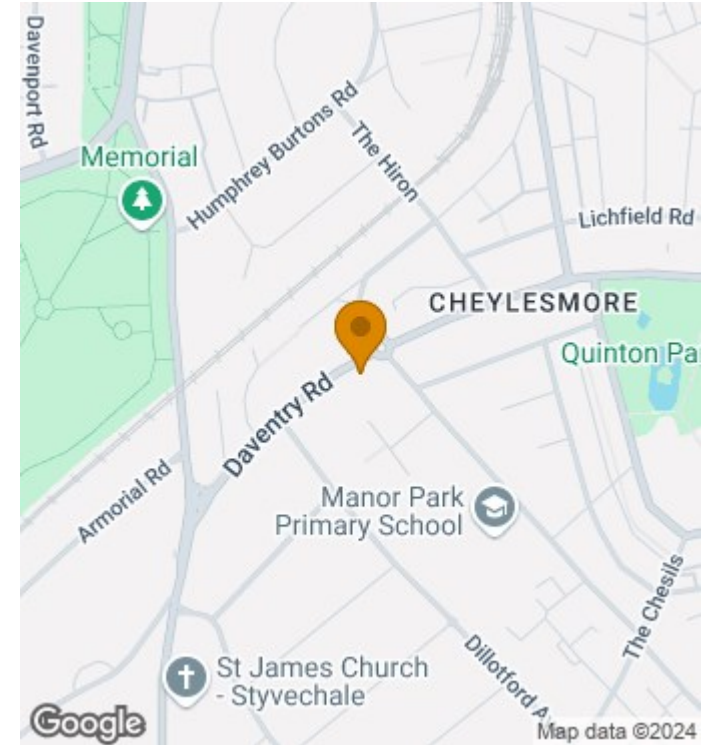 Davenport Rd
Memorial
Humphrey Burtons Rd
The Hiron
Lichfield Rd
CHEYLESMORE
Quinton Pa
Daventry Rd
Armorial Rd
Manor Park
Primary School
The Chesils
St James Church
- Styvechale
Dillotford A
Google
Map data ©2024